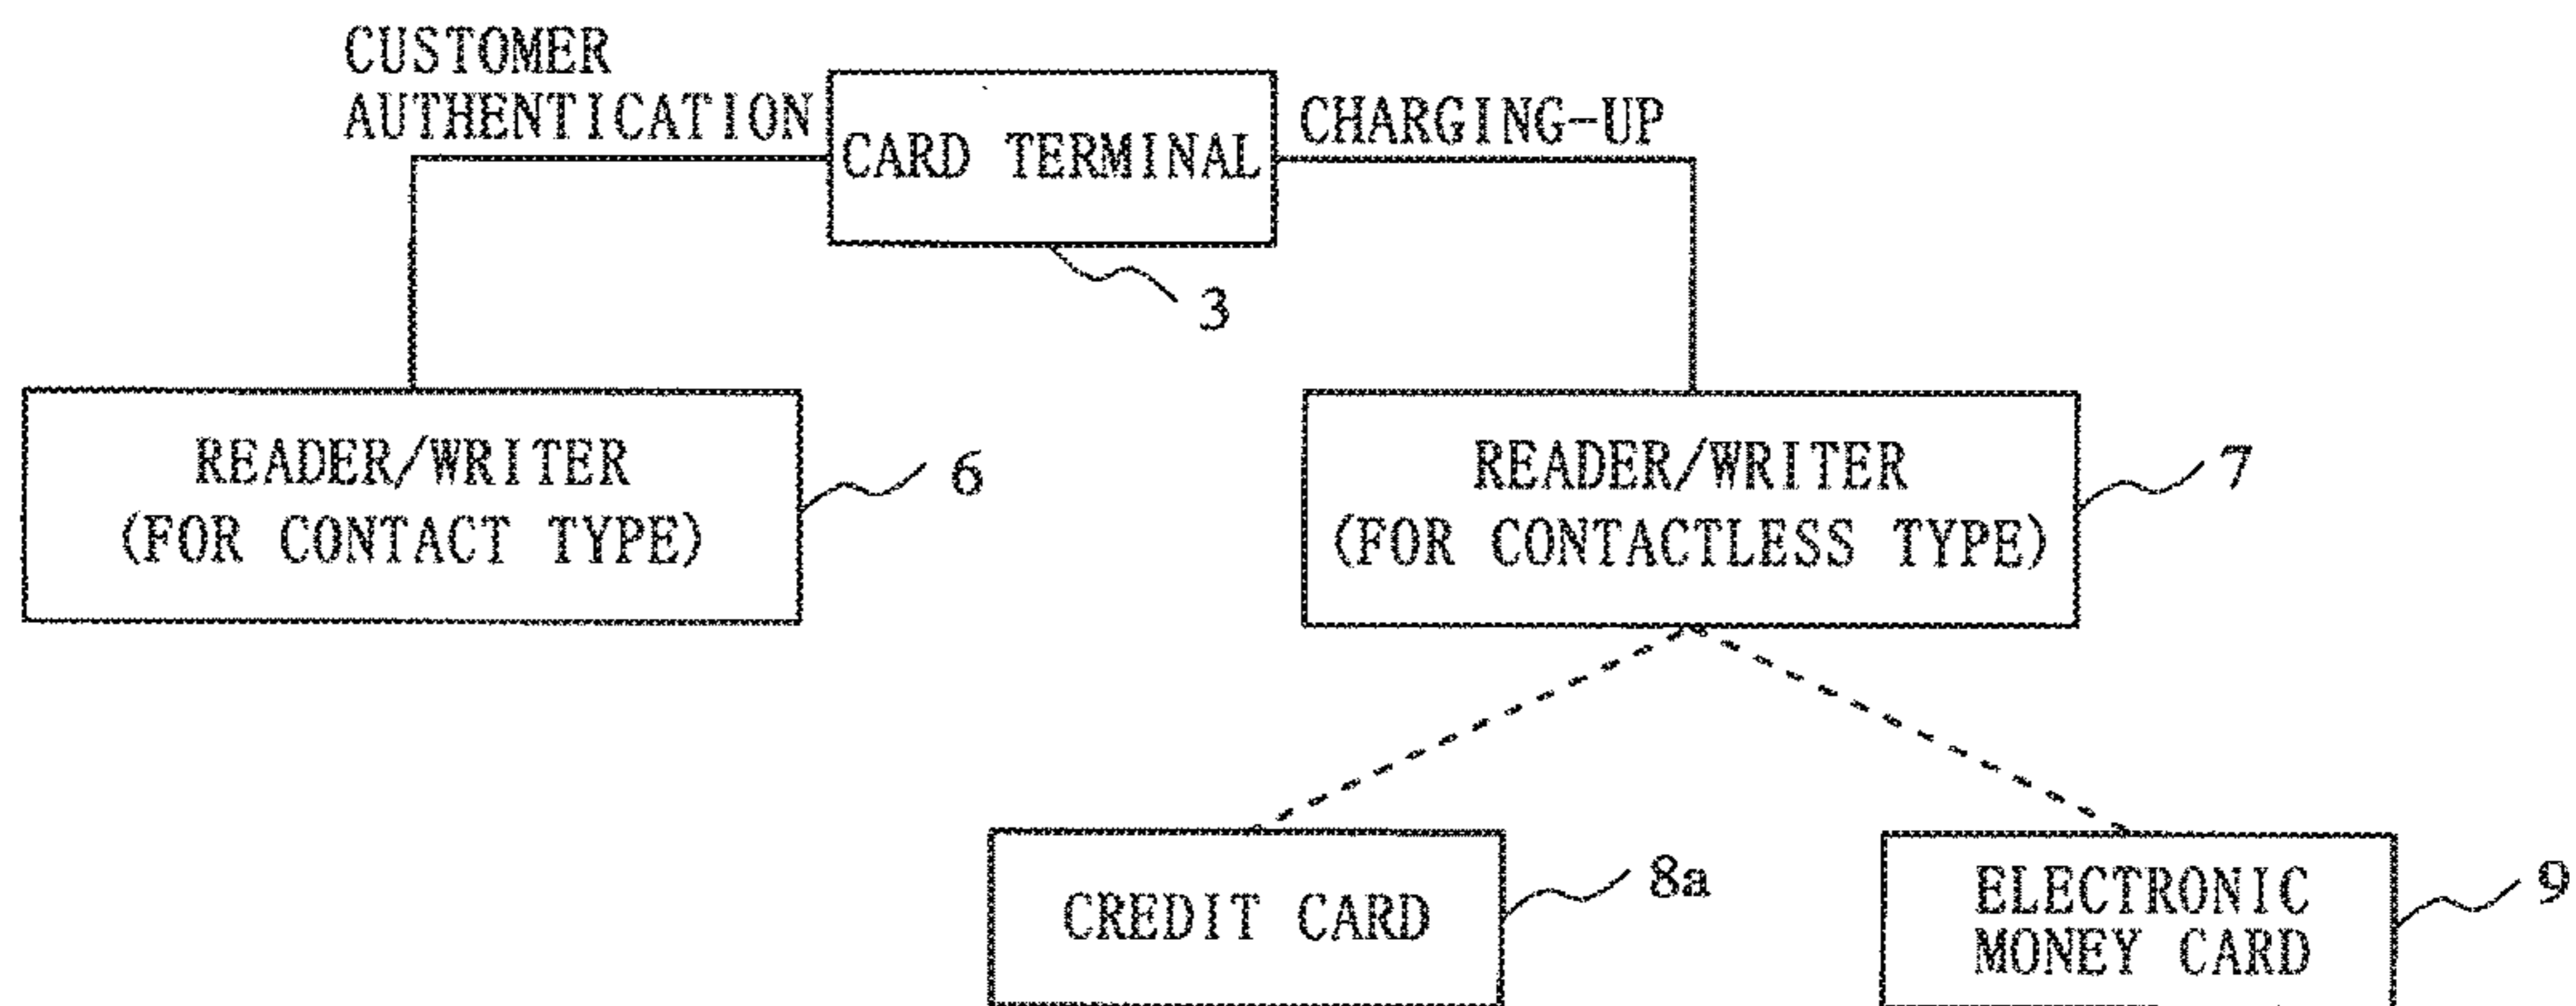 CUSTOMER
AUTHENTICATION
CARD TERMINAL
CHARGING-UP
3
READER/WRITER
(FOR CONTACT TYPE)
6
READER/WRITER
(FOR CONTACTLESS TYPE)
7
CREDIT CARD
8a
ELECTRONIC
MONEY CARD
9